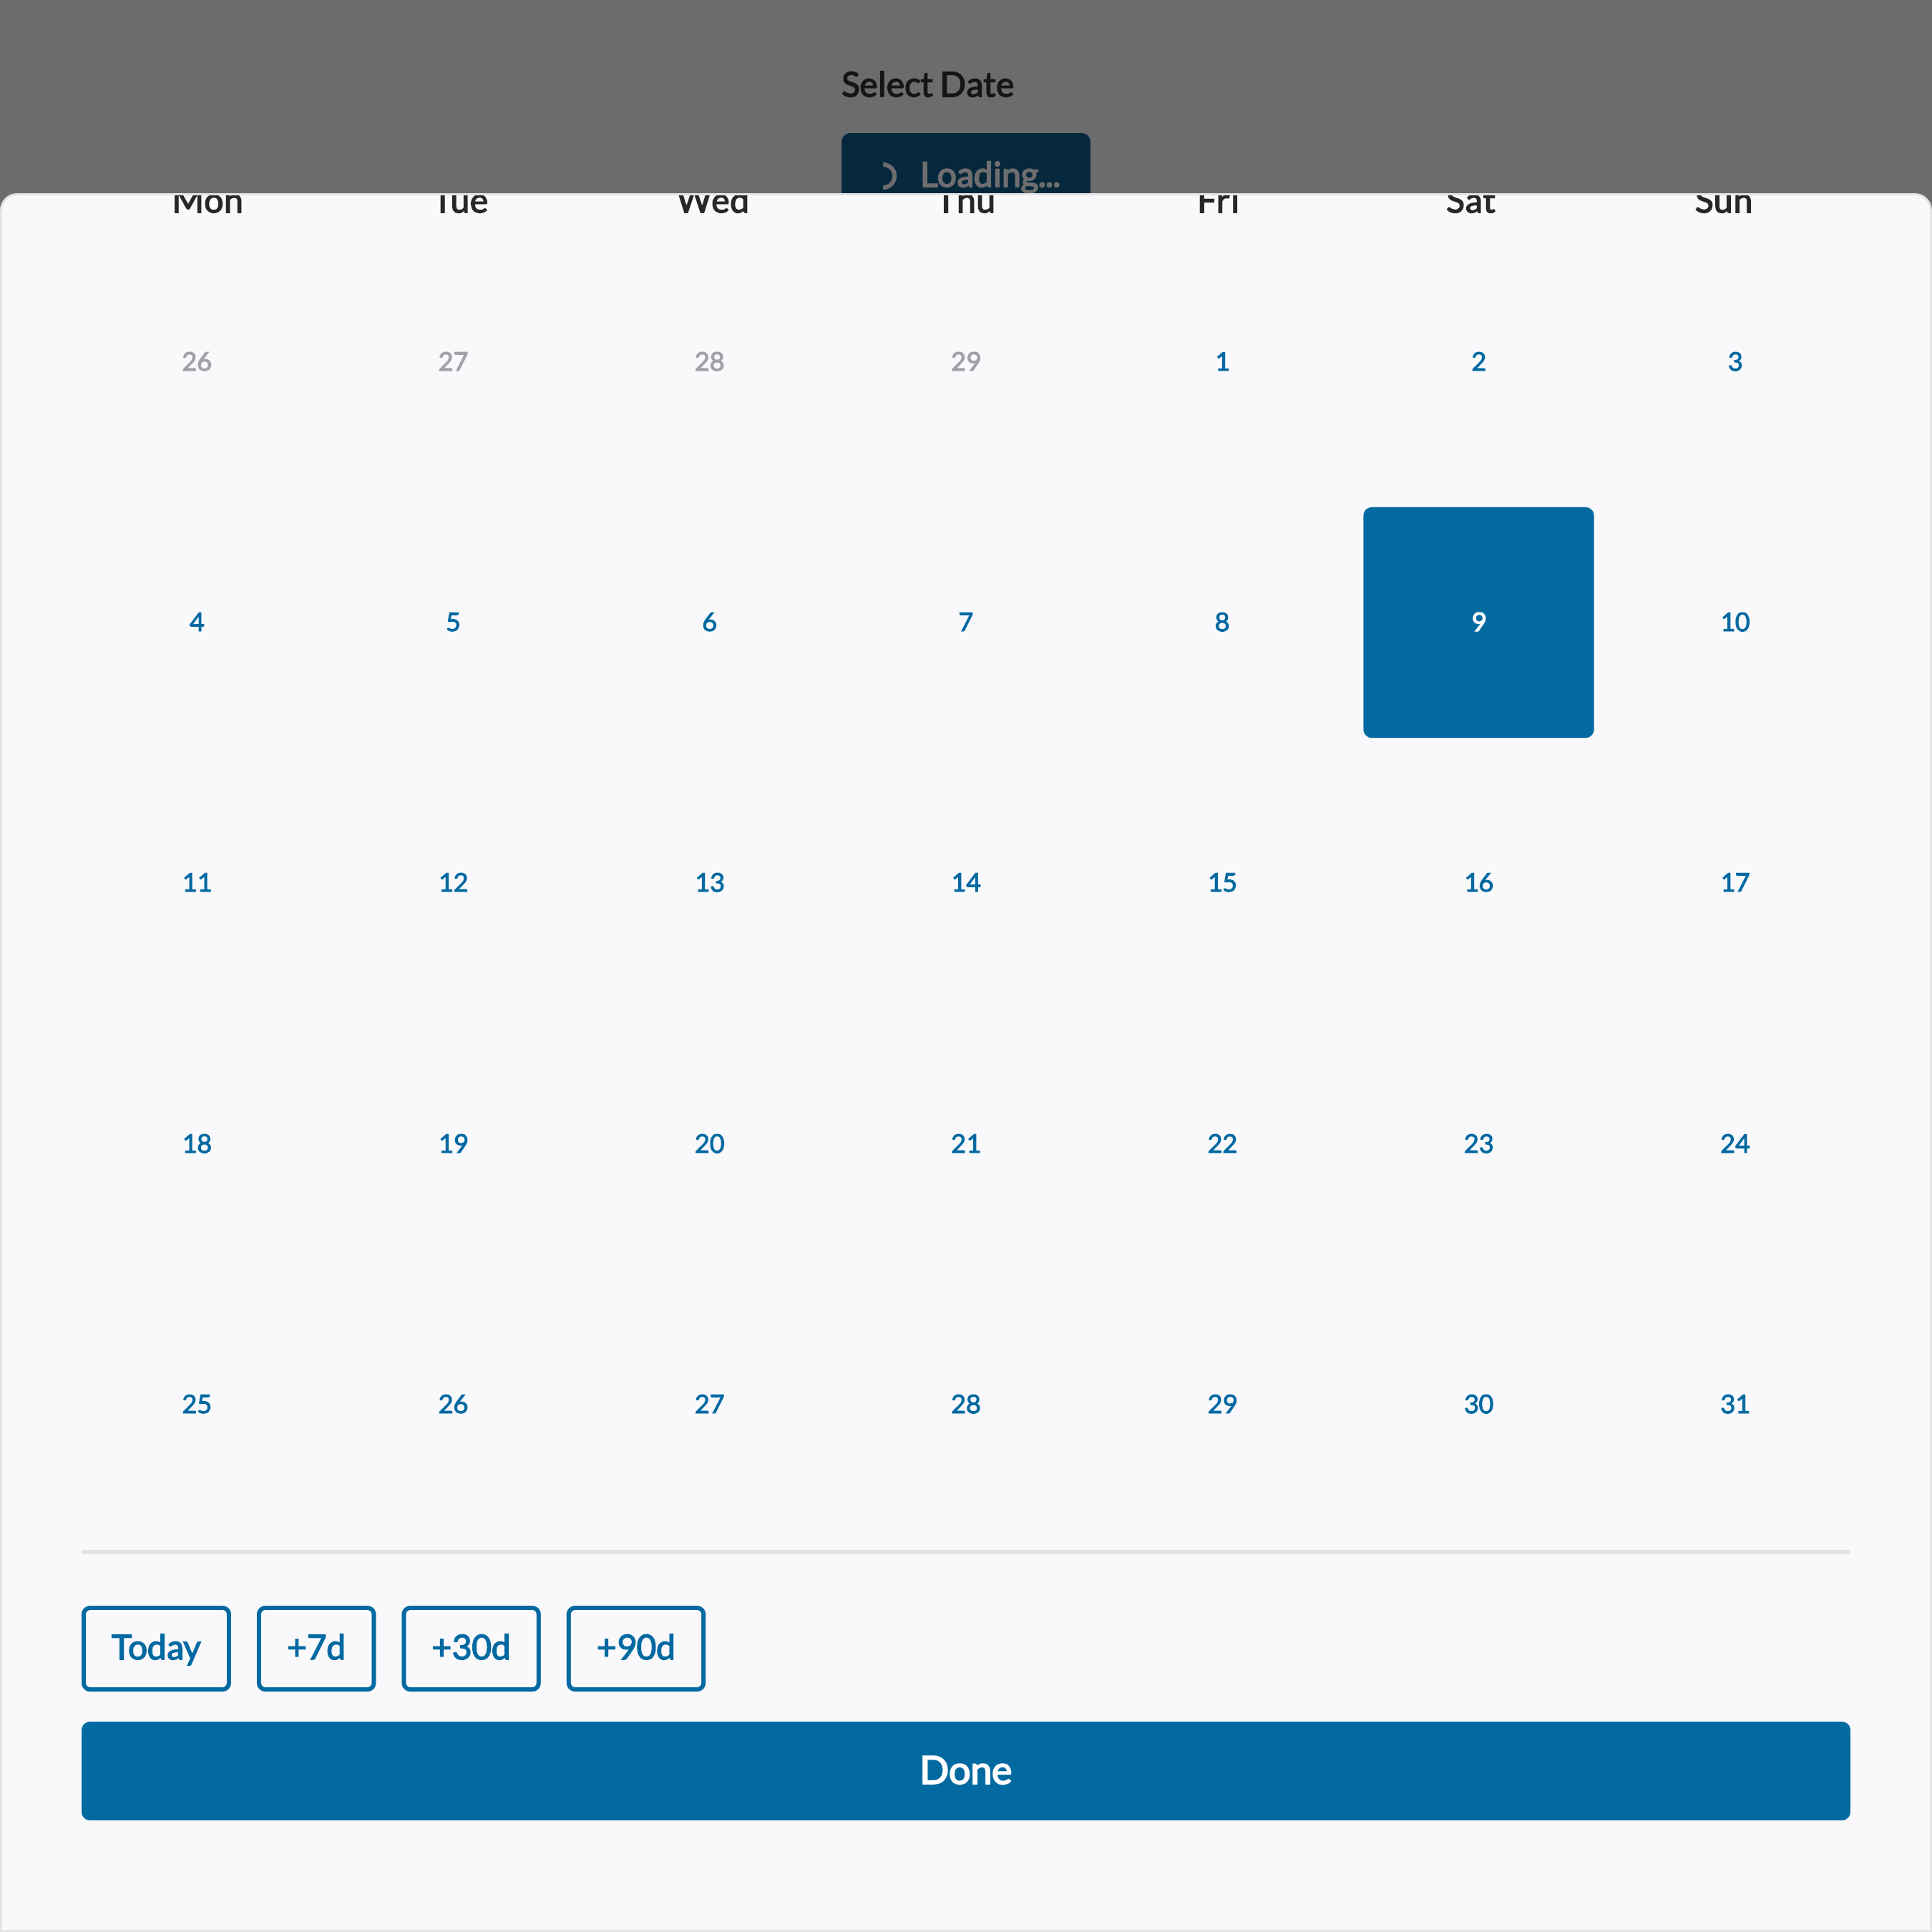 Select Date
Loading...
Mon Tue Wed Thu Fri Sat Sun
26 27 28 29 1 2 3
4 5 6 7 8 9 10
11 12 13 14 15 16 17
18 19 20 21 22 23 24
25 26 27 28 29 30 31
Today +7d +30d +90d
Done